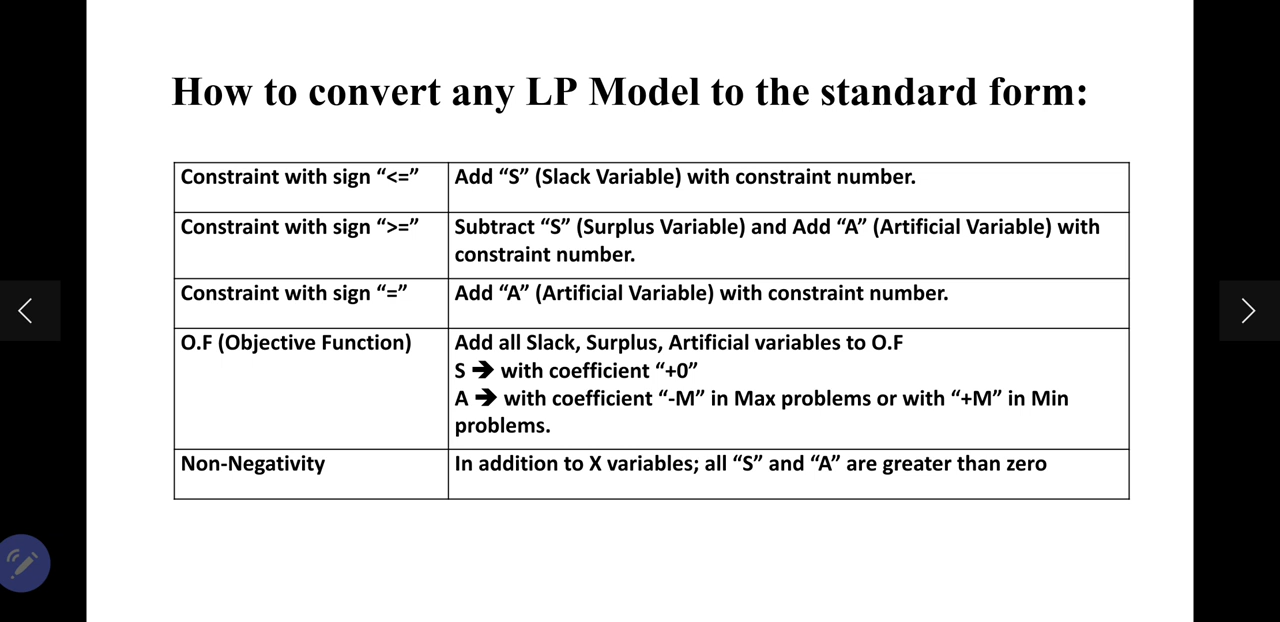 How to convert any LP Model to the standard form:
Constraint with sign “<=”
Add “S” (Slack Variable) with constraint number.
Constraint with sign “>=”
Subtract “S” (Surplus Variable) and Add “A” (Artificial Variable) with
constraint number.
Constraint with sign “=”
Add “A” (Artificial Variable) with constraint number.
O.F (Objective Function)
Add all Slack, Surplus, Artificial variables to O.F
S ➔ with coefficient “+0”
A ➔ with coefficient “-M” in Max problems or with “+M” in Min
problems.
Non-Negativity
In addition to X variables; all “S” and “A” are greater than zero